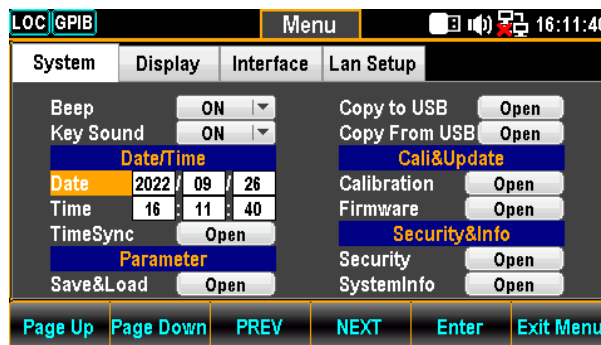 LOC GPIB Menu 16:11:40
System Display Interface Lan Setup
Beep ON Copy to USB Open
Key Sound ON Copy From USB Open
Date/Time Cali&Update
Date 2022 / 09 / 26 Calibration Open
Time 16 : 11 : 40 Firmware Open
TimeSync Open Security&Info
Parameter Security Open
Save&Load Open SystemInfo Open
Page Up Page Down PREV NEXT Enter Exit Menu